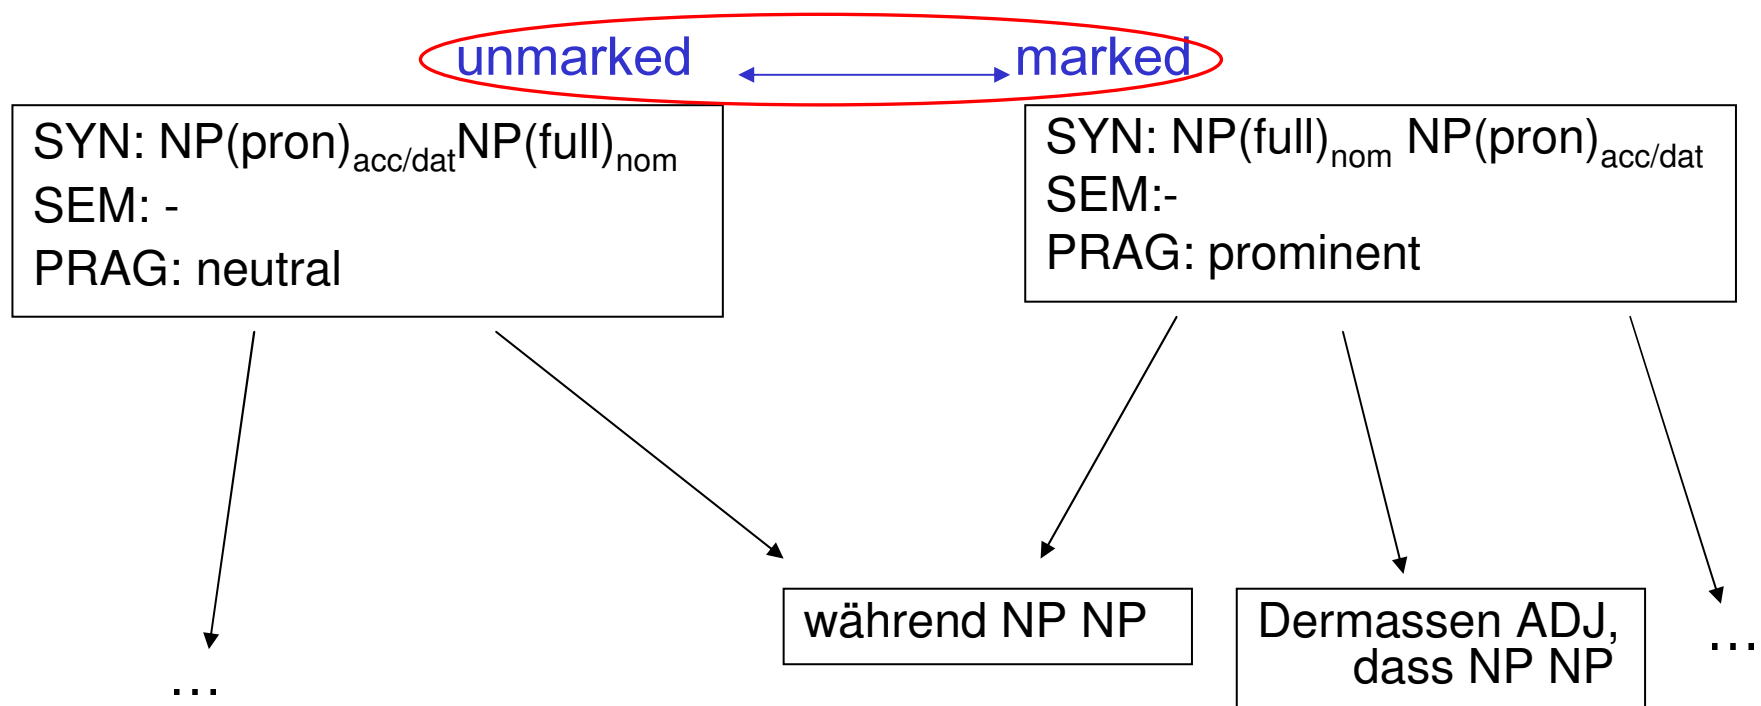 unmarked marked
SYN: NP(pron)acc/datNP(full)nom
SEM: -
PRAG: neutral
SYN: NP(full)nom NP(pron)acc/dat
SEM:-
PRAG: prominent
während NP NP
Dermassen ADJ,
dass NP NP
...
...